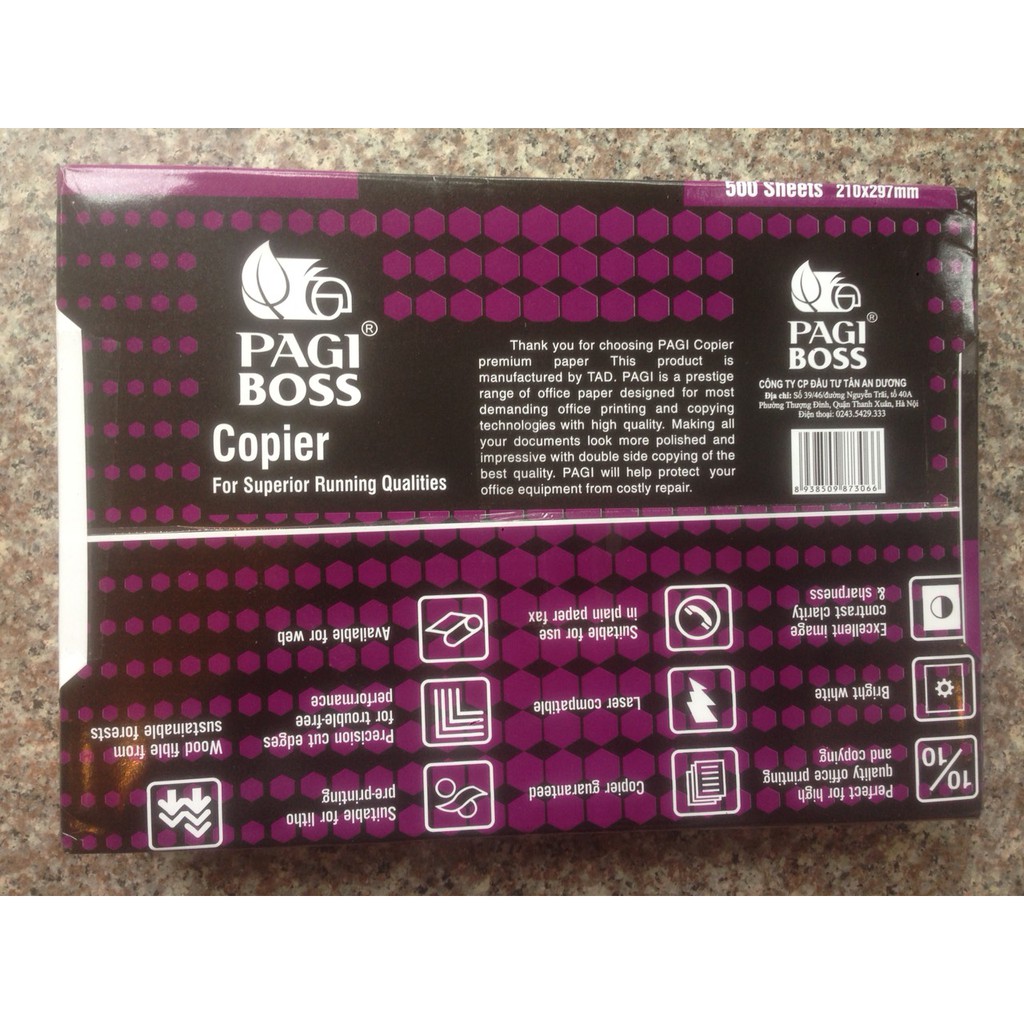 500 Sheets 210x297mm
PAGI®
BOSS
Copier
For Superior Running Qualities
Thank you for choosing PAGI Copier
premium paper This product is
manufactured by TAD. PAGI is a prestige
range of office paper designed for most
demanding office printing and copying
technologies with high quality. Making all
your documents look more polished and
impressive with double side copying of the
best quality. PAGI will help protect your
office equipment from costly repair.
PAGI®
BOSS
CÔNG TY CP ĐẦU TƯ TÂN AN DƯƠNG
Địa chỉ: Số 39/46/đường Nguyễn Trãi, tổ 40A
Phường Thượng Đình, Quận Thanh Xuân, Hà Nội
Điện thoại: 0243.5429.333
8 938509 873066
10/10
Perfect for high
quality office printing
and copying
Copier guaranteed
Suitable for litho
pre-printing
Wood fible from
sustainable forests
Bright white
Laser compatible
Precision cut edges
for trouble-free
performance
Excellent image
contrast clarity
& sharpness
Suitable for use
in plain paper fax
Available for web